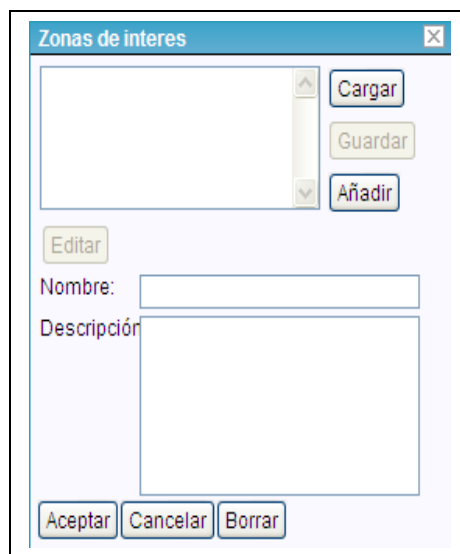 Zonas de interes
Cargar
Guardar
Añadir
Editar
Nombre:
Descripción
Aceptar Cancelar Borrar